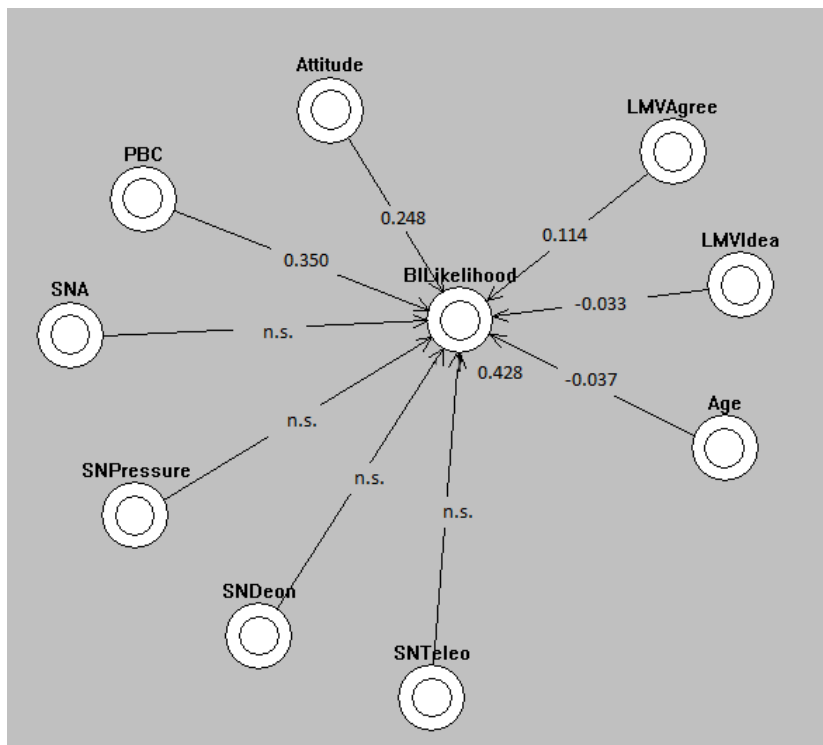 Attitude
LMVAgree
PBC
0.248
0.114
LMVIdea
0.350
BILikelihood
SNA
-0.033
n.s.
0.428
-0.037
Age
n.s.
SNPressure
n.s.
n.s.
SNDeon
SNTeleo